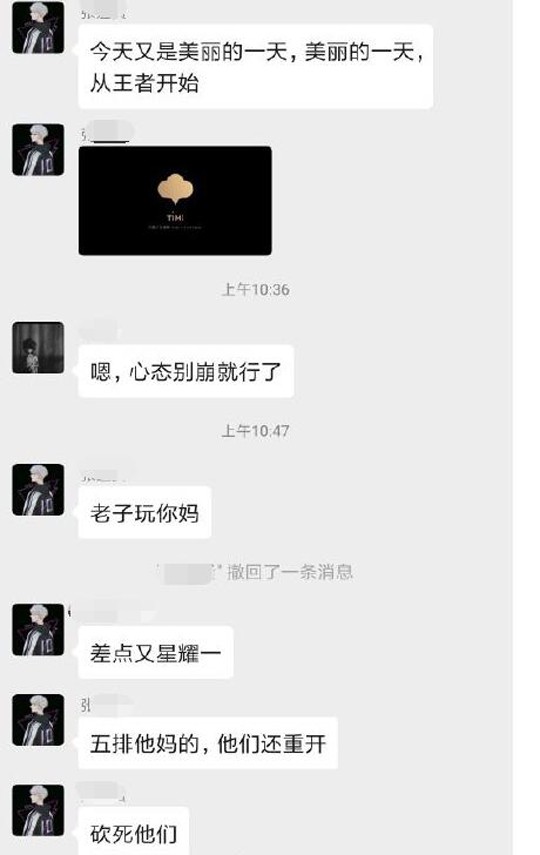 今天又是美丽的一天，美丽的一天，
从王者开始
TiMi
上午10:36
嗯，心态别崩就行了
上午10:47
老子玩你妈
" 撤回了一条消息
差点又星耀一
张
五排他妈的，他们还重开
砍死他们